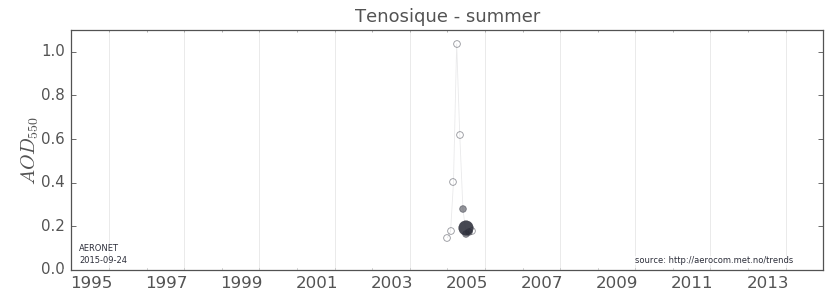 Tenosique - summer
1.0
0.8
0.6
0.4
0.2
0.0
AOD550
AERONET
2015-09-24
source: http://aerocom.met.no/trends
1995 1997 1999 2001 2003 2005 2007 2009 2011 2013